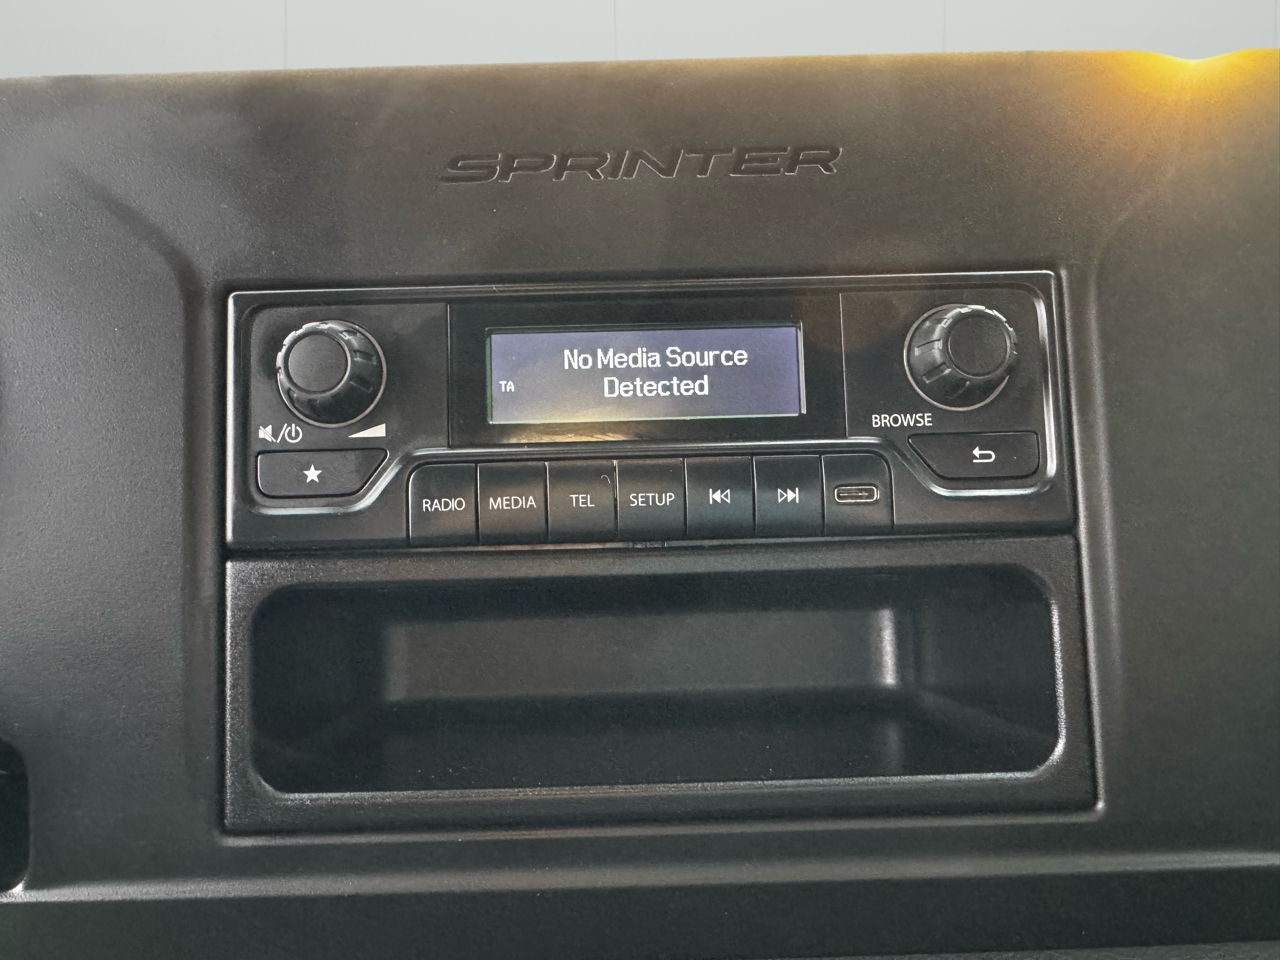 SPRINTER
No Media Source
TA
Detected
BROWSE
RADIO
MEDIA
TEL
SETUP